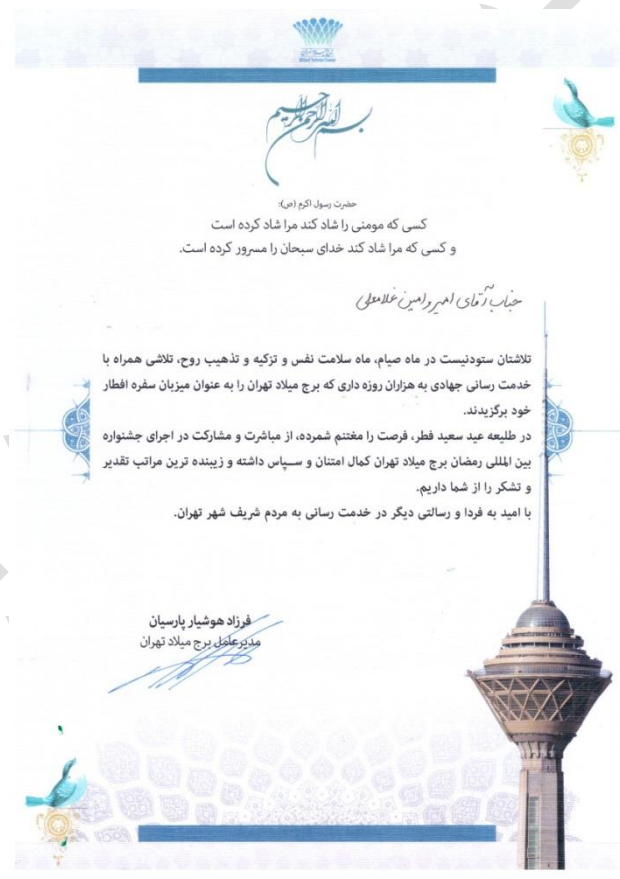 بسم الله الرحمن الرحیم
حضرت رسول اکرم (ص):
کسی که مومنی را شاد کند مرا شاد کرده است
و کسی که مرا شاد کند خدای سبحان را مسرور کرده است.
جناب آقای امیر و امین غلامعلی
تلاشتان ستودنیست در ماه صیام، ماه سلامت نفس و تزکیه و تذهیب روح، تلاشی همراه با
خدمت رسانی جهادی به هزاران روزه داری که برج میلاد تهران را به عنوان میزبان سفره افطار
خود برگزیدند.
در طلیعه عید سعید فطر، فرصت را مغتنم شمرده، از مباشرت و مشارکت در اجرای جشنواره
بین المللی رمضان برج میلاد تهران کمال امتنان و سپاس داشته و زیبنده ترین مراتب تقدیر
و تشکر را از شما داریم.
با امید به فردا و رسالتی دیگر در خدمت رسانی به مردم شریف شهر تهران.
فرزاد هوشیار پارسیان
مدیرعامل برج میلاد تهران